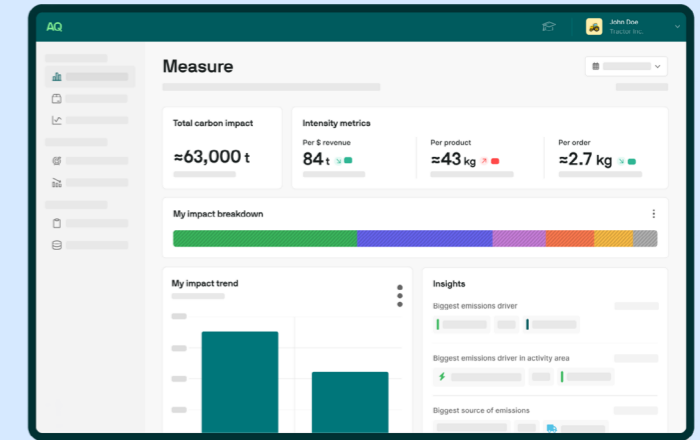 AQ
John Doe
Tractor Inc.
Measure
Total carbon impact
≈63,000 t
Intensity metrics
Per $ revenue
84 t
Per product
≈43 kg
Per order
≈2.7 kg
My impact breakdown
My impact trend
Insights
Biggest emissions driver
Biggest emissions driver in activity area
Biggest source of emissions